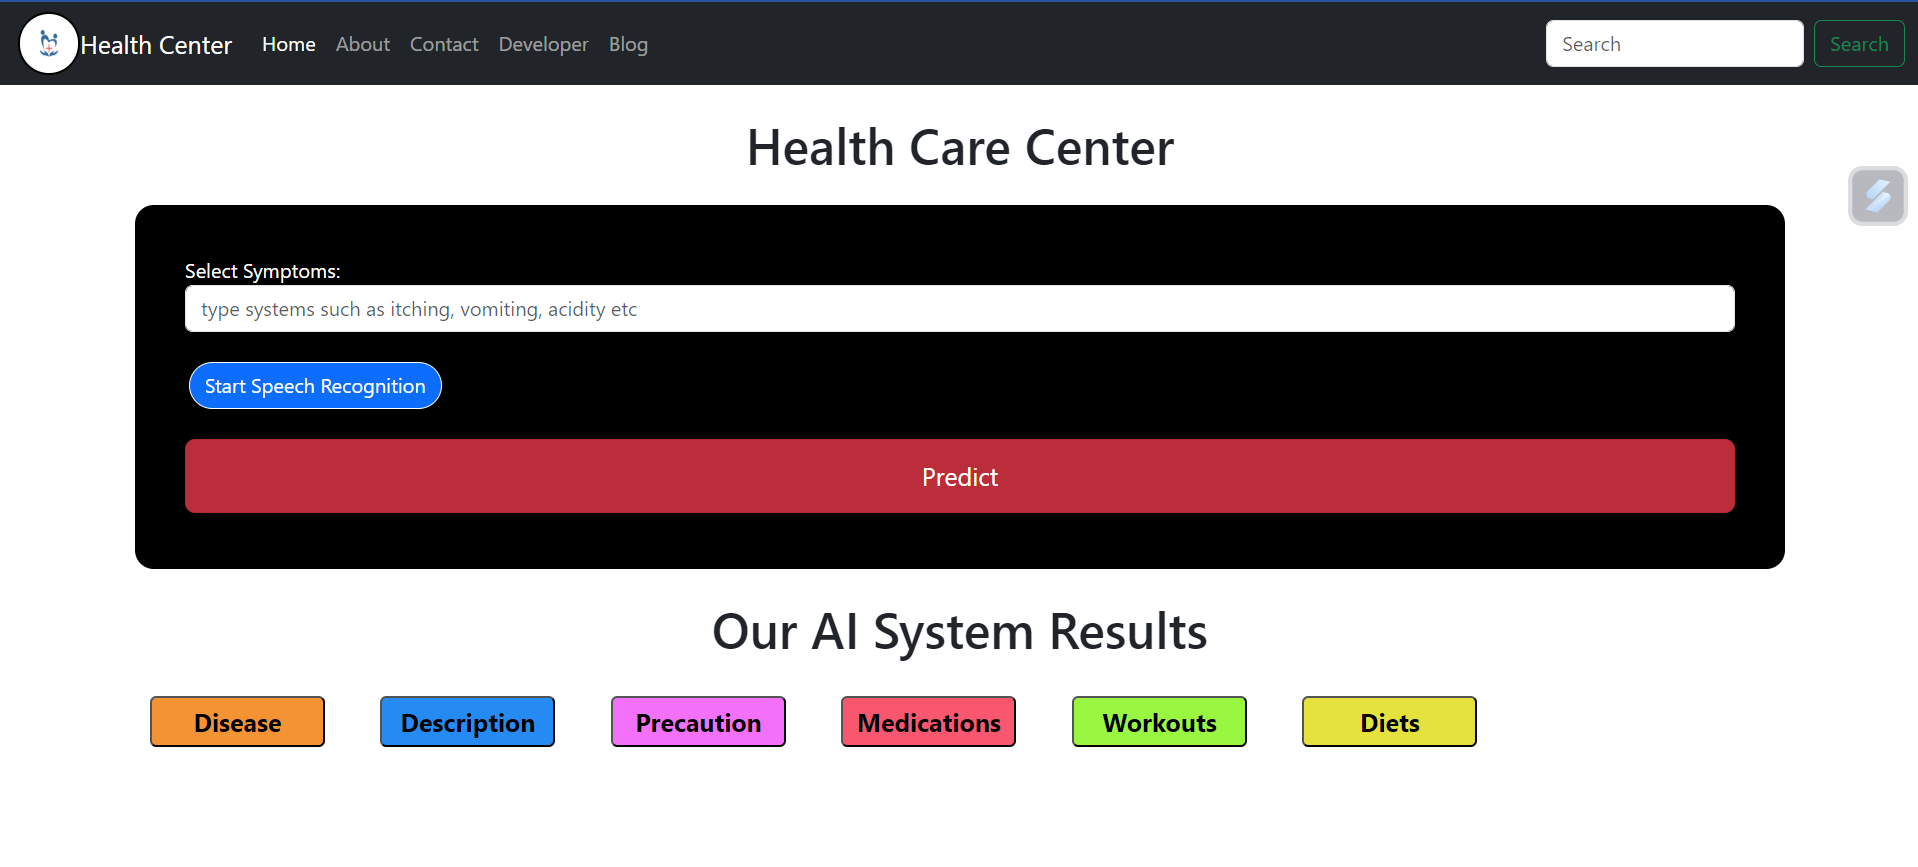 Health Center Home About Contact Developer Blog Search Search
Health Care Center
Select Symptoms:
type systems such as itching, vomiting, acidity etc
Start Speech Recognition
Predict
Our AI System Results
Disease Description Precaution Medications Workouts Diets